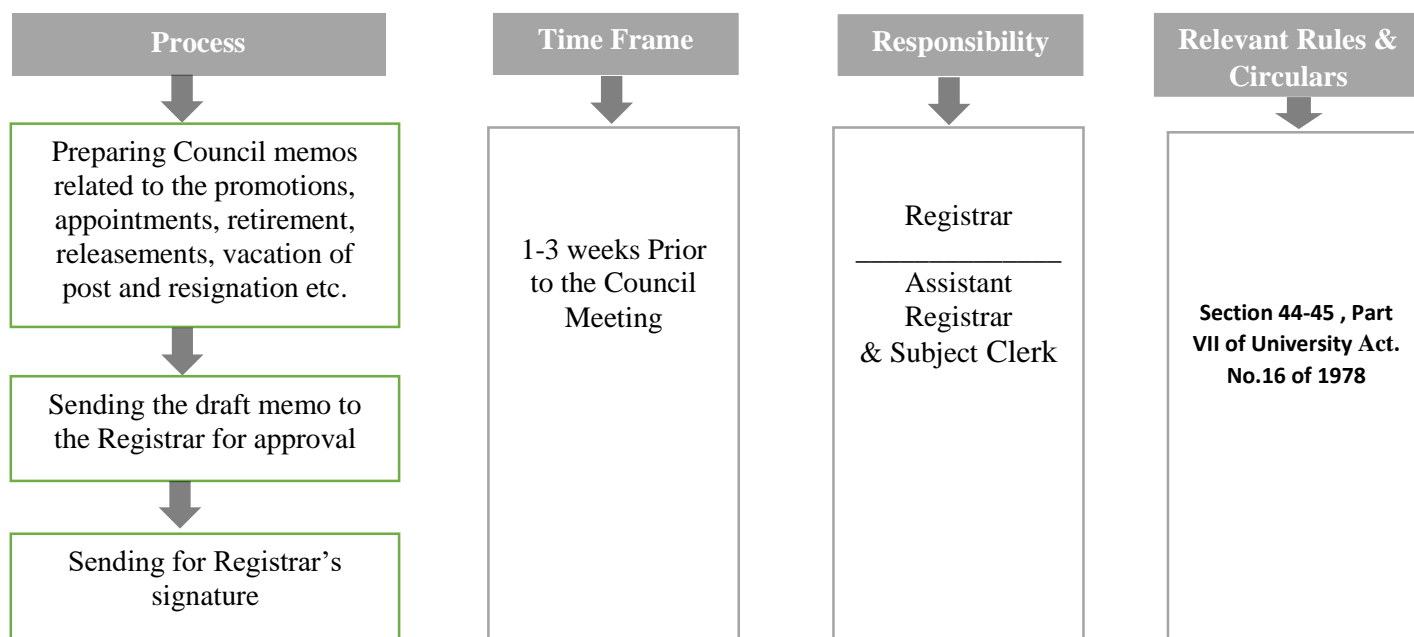 Process
Preparing Council memos
related to the promotions,
appointments, retirement,
releasements, vacation of
post and resignation etc.
Sending the draft memo to
the Registrar for approval
Sending for Registrar’s
signature
Time Frame
1-3 weeks Prior
to the Council
Meeting
Responsibility
Registrar
_______________
Assistant
Registrar
& Subject Clerk
Relevant Rules &
Circulars
Section 44-45 , Part
VII of University Act.
No.16 of 1978